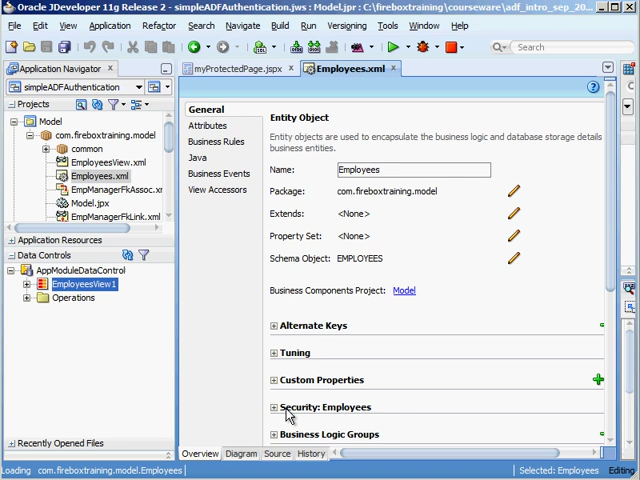 Oracle JDeveloper 11g Release 2 - simpleADFAuthentication.jws : Model.jpr : C:\fireboxtraining\courseware\adf_intro_sep_20...
File Edit View Application Refactor Search Navigate Build Run Versioning Tools Window Help
Search
Application Navigator
myProtectedPage.jspx
Employees.xml
simpleADFAuthentication
Projects
Model
com.fireboxtraining.model
common
EmployeesView.xml
Employees.xml
EmpManagerFkAssoc.xr
Model.jpx
EmpManagerFkLink.xml
Application Resources
Data Controls
AppModuleDataControl
EmployeesView1
Operations
Recently Opened Files
General
Attributes
Business Rules
Java
Business Events
View Accessors
Entity Object
Entity objects are used to encapsulate the business logic and database storage details
business entities.
Name: Employees
Package: com.fireboxtraining.model
Extends: <None>
Property Set: <None>
Schema Object: EMPLOYEES
Business Components Project: Model
Alternate Keys
Tuning
Custom Properties
Security: Employees
Business Logic Groups
Overview Diagram Source History
Loading com.fireboxtraining.model.Employees
Selected: Employees
Editing